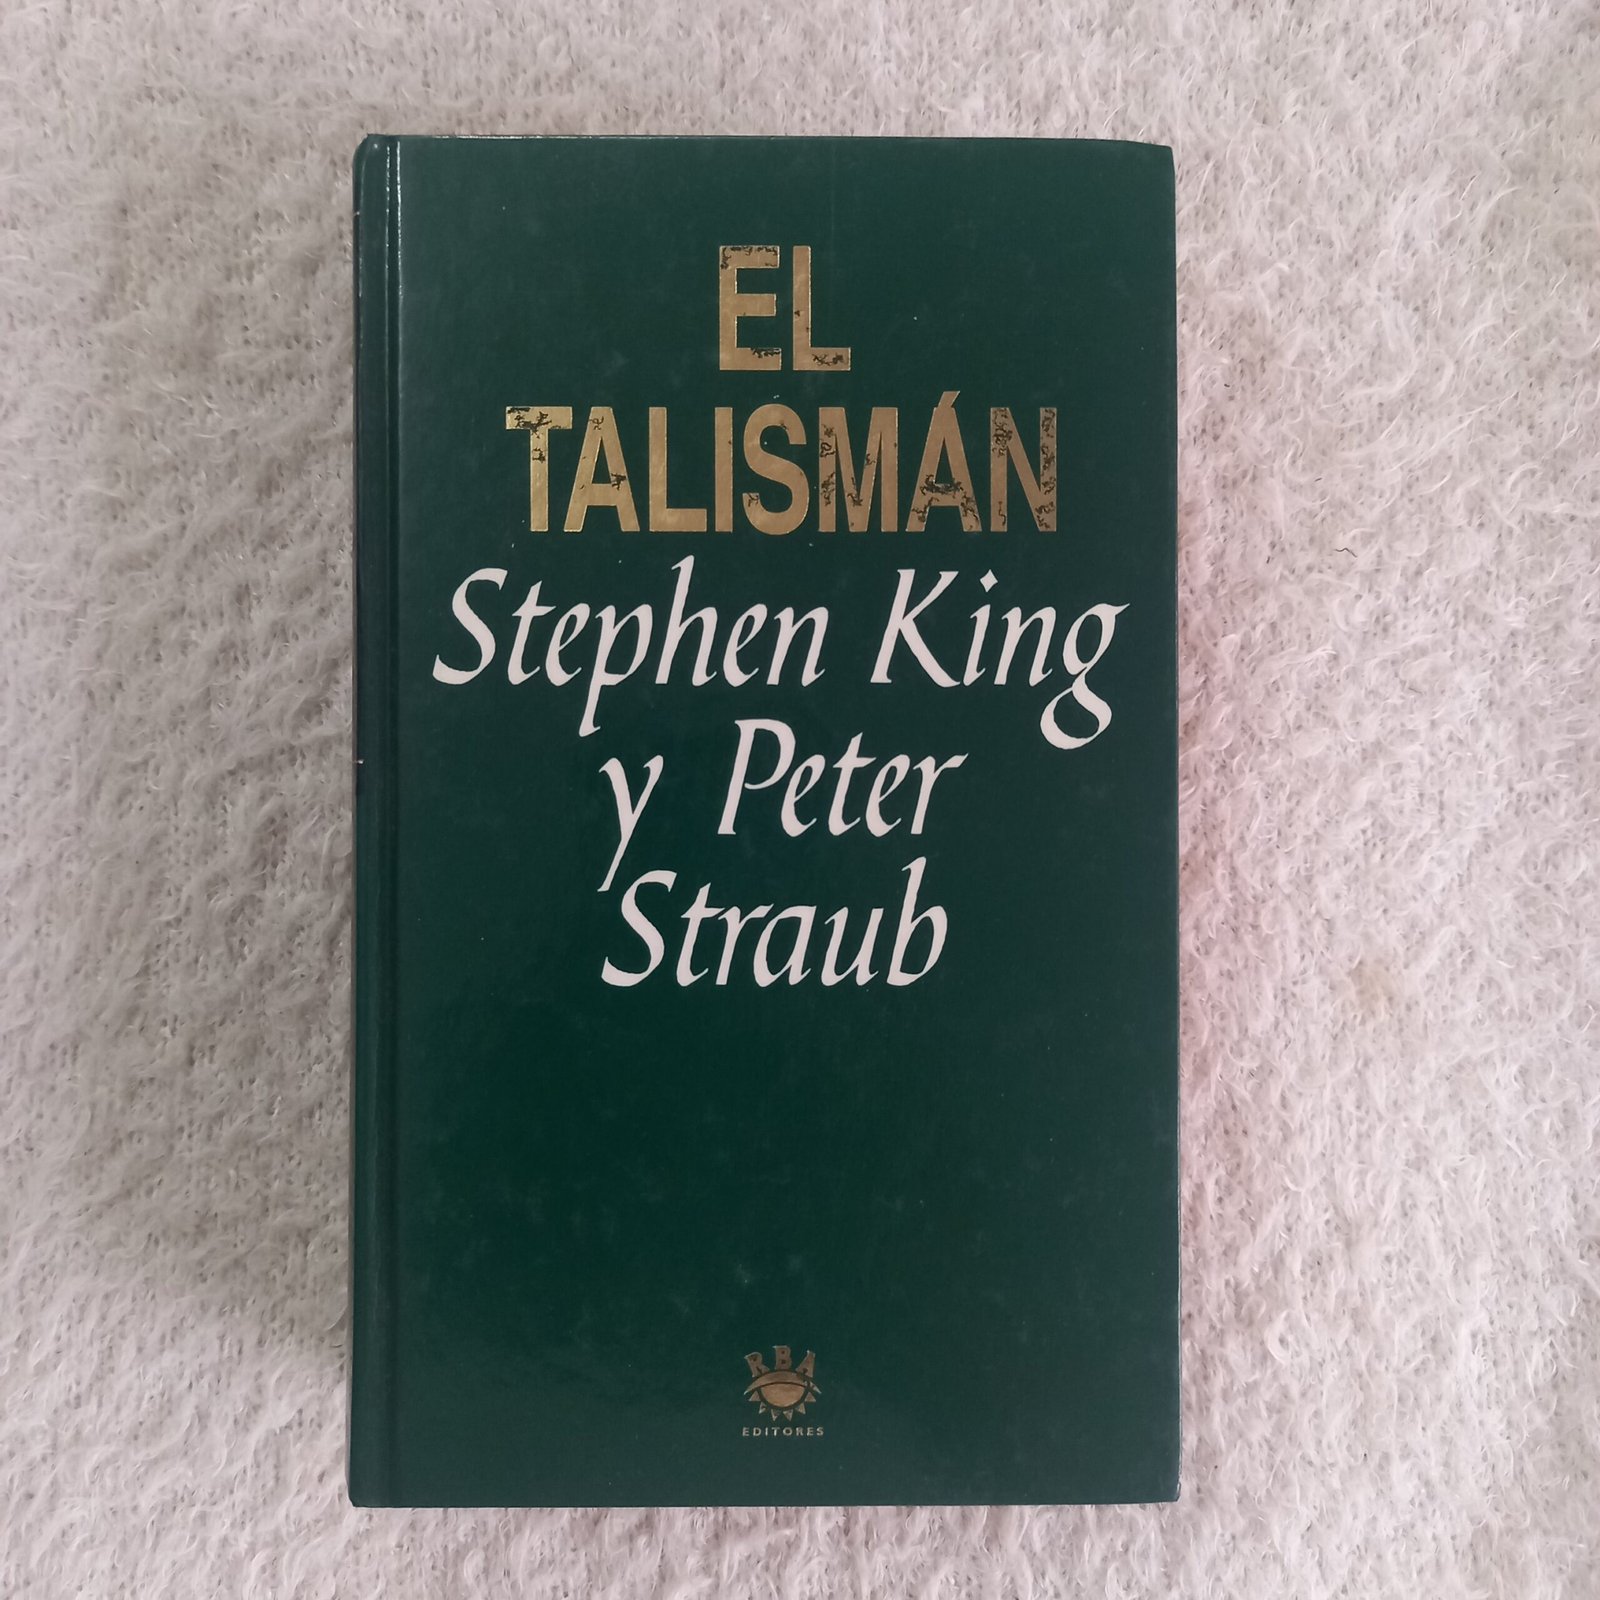 EL
TALISMÁN
Stephen King
y Peter
Straub
RBA
EDITORES